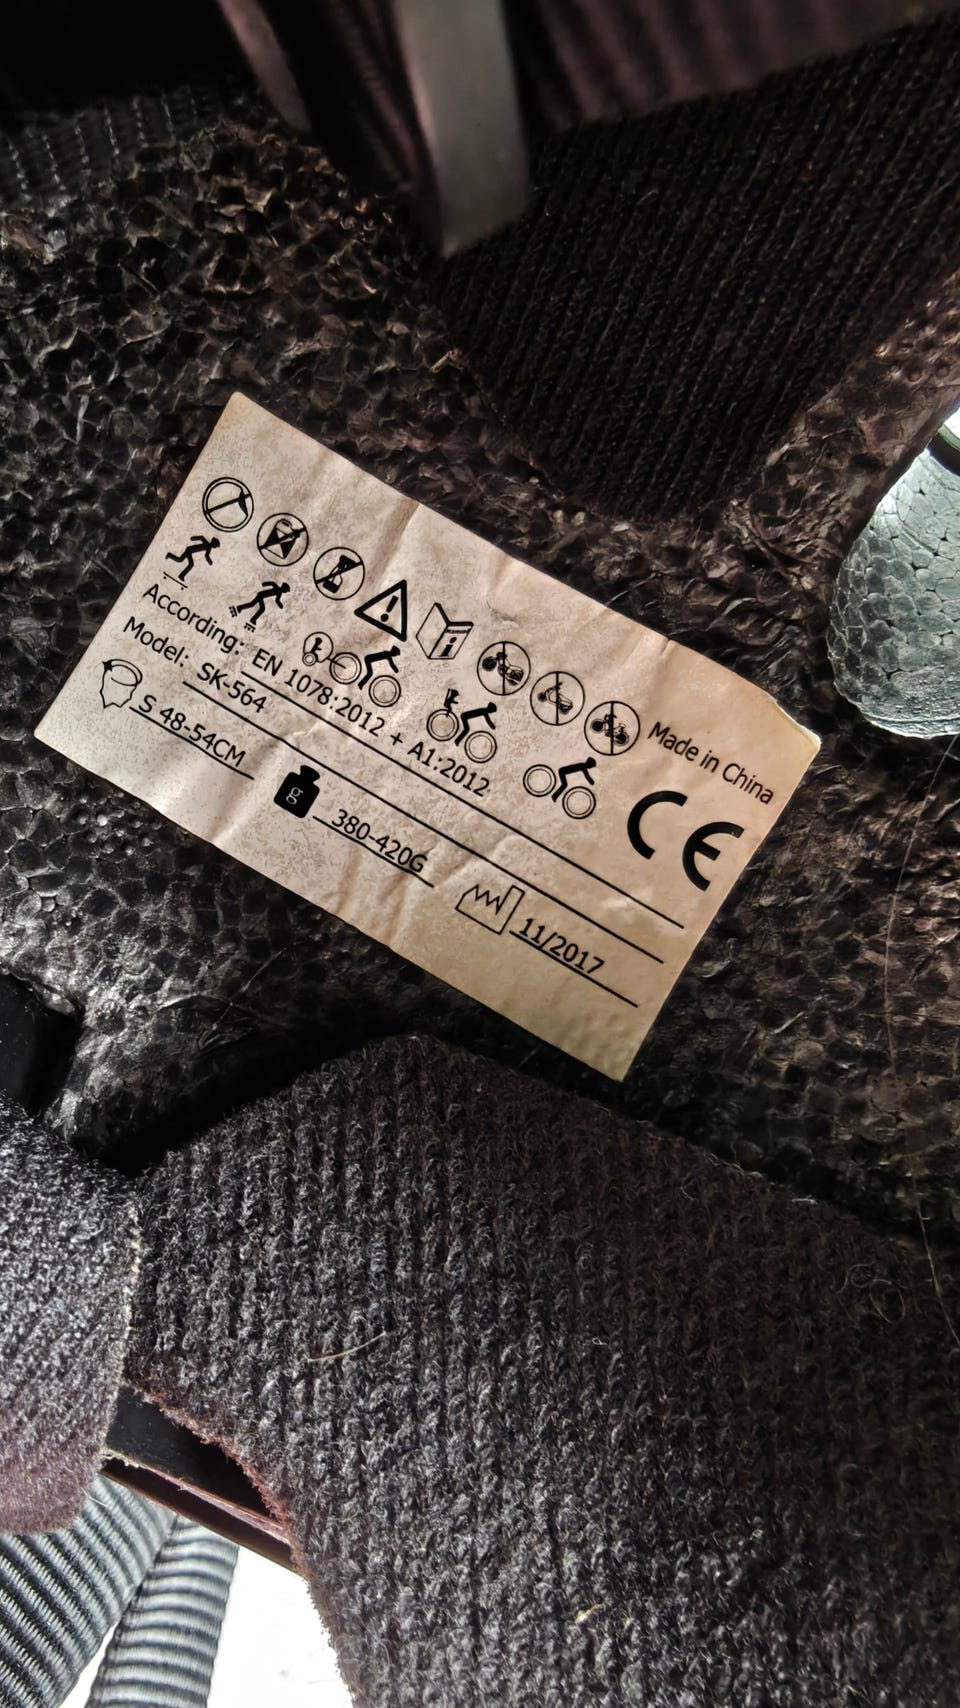 Made in China
According: EN 1078:2012 + A1:2012
CE
Model: SK-564
S 48-54CM
g 380-420G
11/2017